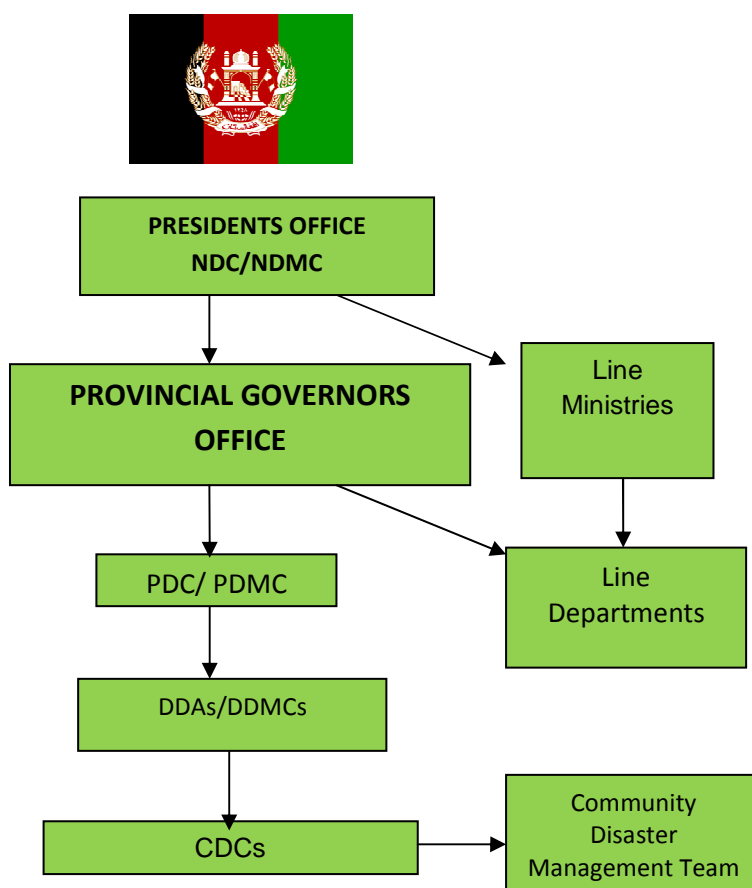 PRESIDENTS OFFICE
NDC/NDMC
PROVINCIAL GOVERNORS
OFFICE
Line
Ministries
PDC/ PDMC
Line
Departments
DDAs/DDMCs
CDCs
Community
Disaster
Management Team